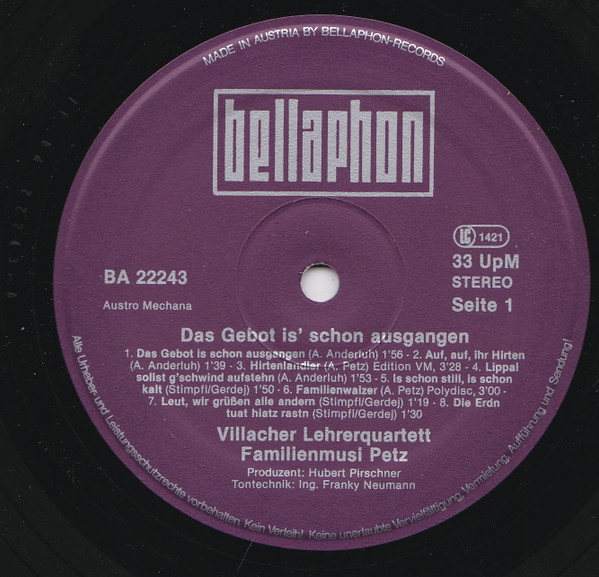 MADE IN AUSTRIA BY BELLAPHON-RECORDS
bellaphon
LC 1421
BA 22243
33 UpM
STEREO
Austro Mechana
Seite 1
Das Gebot is' schon ausgangen
1. Das Gebot is schon ausgangen (A. Anderluh) 1'56 - 2. Auf, auf, ihr Hirten
(A. Anderluh) 1'39 - 3. Hirtenländler (A. Petz) Edition VM, 3'28 - 4. Lippai
sollst g'schwind aufstehn (A. Anderluh) 1'53 - 5. Is schon still, is schon
kalt (Stimpfl/Gerdej) 1'50 - 6. Familienwalzer (A. Petz) Polydisc, 3'00 -
7. Leut, wir grüßen alle andern (Stimpfl/Gerdej) 1'19 - 8. Die Erdn
tuat hiatz rastn (Stimpfl/Gerdej) 1'30
Villacher Lehrerquartett
Familienmusi Petz
Produzent: Hubert Pirschner
Tontechnik: Ing. Franky Neumann
Alle Urheber- und Leistungsschutzrechte vorbehalten. Kein Verleih. Keine unerlaubte Vervielfältigung, Vermietung, Aufführung und Sendung!